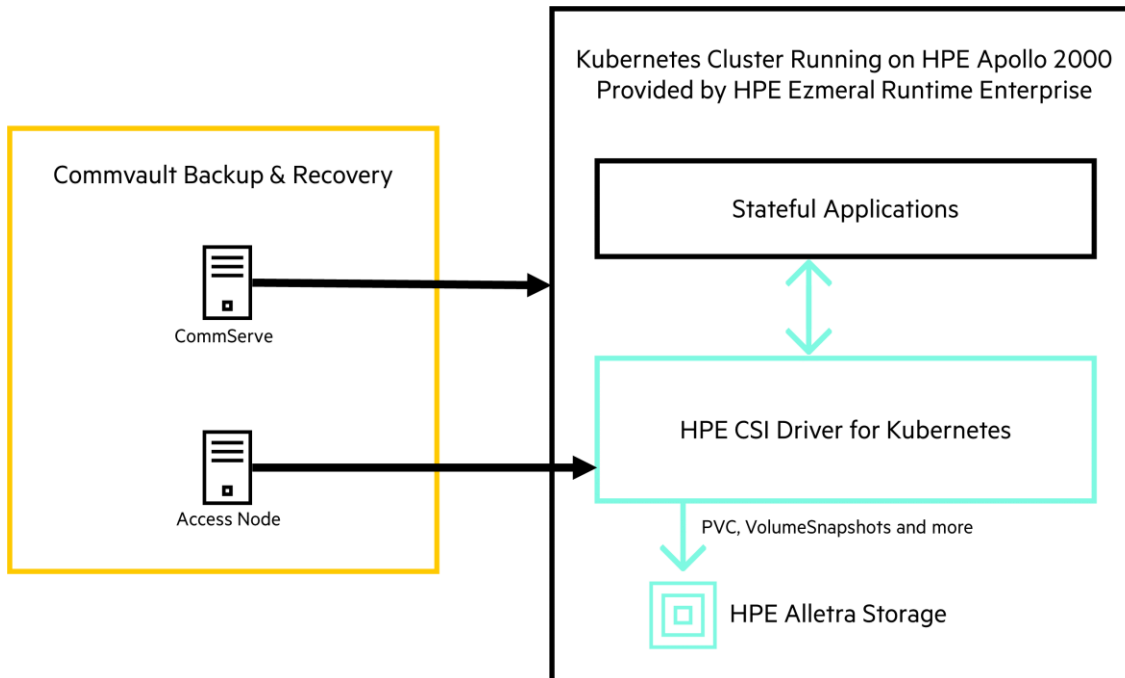 Kubernetes Cluster Running on HPE Apollo 2000
Provided by HPE Ezmeral Runtime Enterprise
Commvault Backup & Recovery
CommServe
Access Node
Stateful Applications
HPE CSI Driver for Kubernetes
PVC, VolumeSnapshots and more
HPE Alletra Storage